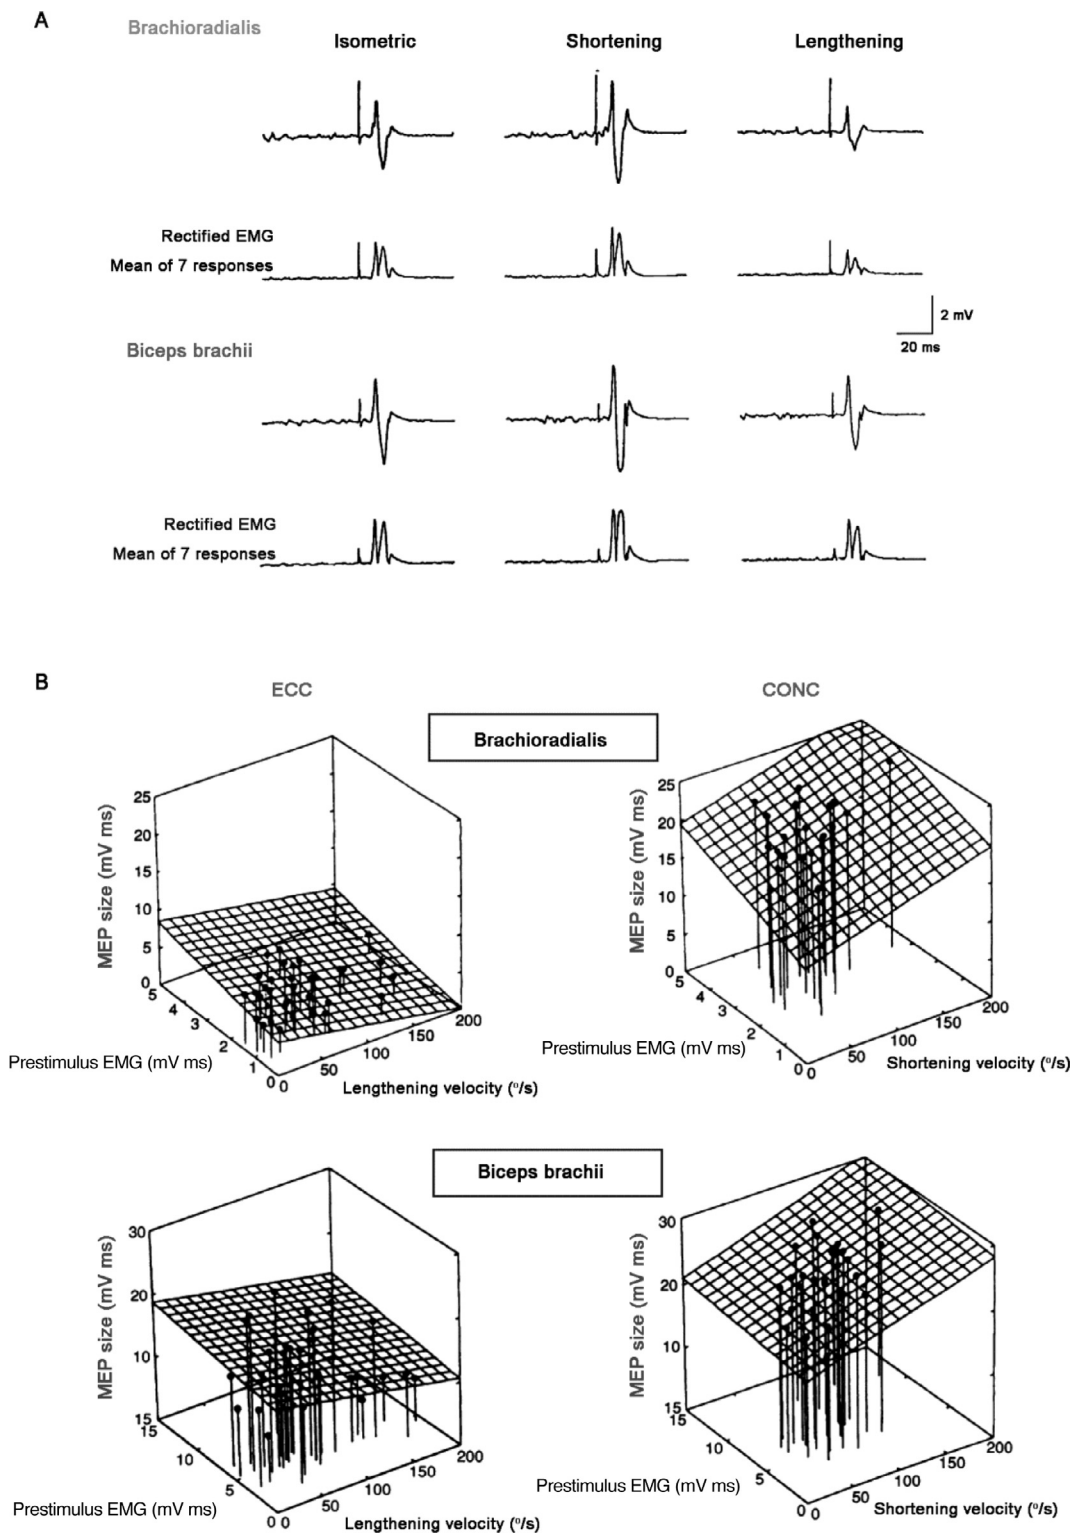 A
Brachioradialis
Isometric
Shortening
Lengthening
Rectified EMG
Mean of 7 responses
2 mV
20 ms
Biceps brachii
Rectified EMG
Mean of 7 responses
B
ECC
CONC
Brachioradialis
MEP size (mV ms)
25
20
15
10
5
0
5
4
3
2
1
0
Prestimulus EMG (mV ms)
0
50
100
150
200
Lengthening velocity (°/s)
MEP size (mV ms)
25
20
15
10
5
0
5
4
3
2
1
0
Prestimulus EMG (mV ms)
0
50
100
150
200
Shortening velocity (°/s)
Biceps brachii
MEP size (mV ms)
30
20
10
15
15
10
5
0
Prestimulus EMG (mV ms)
0
50
100
150
200
Lengthening velocity (°/s)
MEP size (mV ms)
30
20
10
15
15
10
5
0
Prestimulus EMG (mV ms)
0
50
100
150
200
Shortening velocity (°/s)